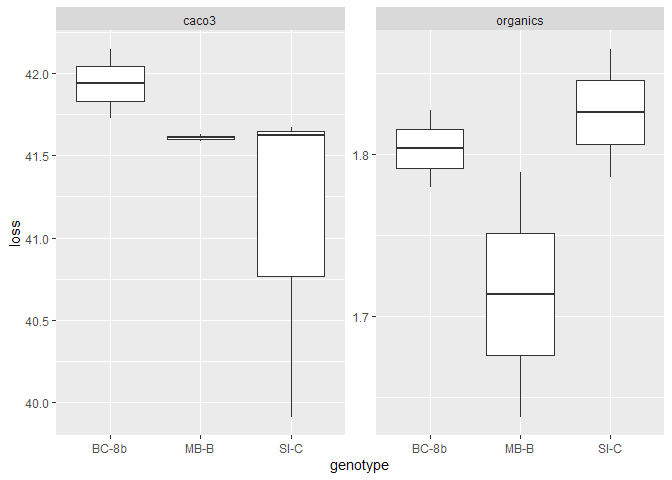 caco3
organics
loss
42.0
41.5
41.0
40.5
40.0
1.8
1.7
BC-8b MB-B SI-C
BC-8b MB-B SI-C
genotype